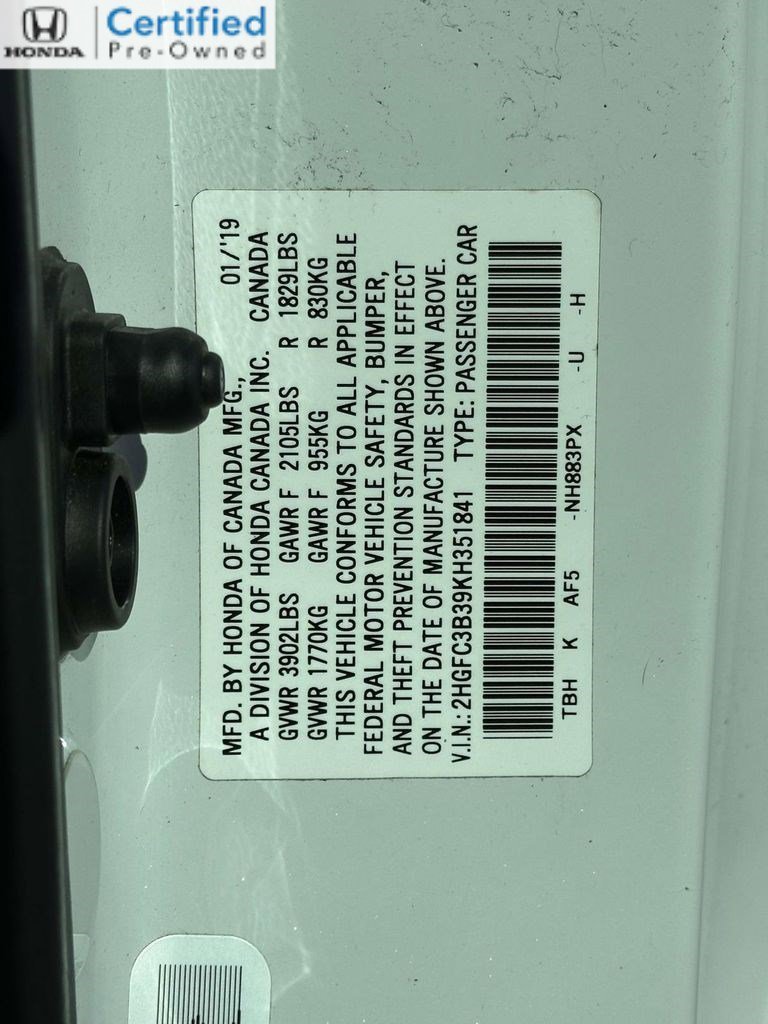 HONDA
Certified
Pre-Owned
MFD. BY HONDA OF CANADA MFG., 01/'19
A DIVISION OF HONDA CANADA INC. CANADA
GVWR 3902LBS GAWR F 2105LBS R 1829LBS
GVWR 1770KG GAWR F 955KG R 830KG
THIS VEHICLE CONFORMS TO ALL APPLICABLE
FEDERAL MOTOR VEHICLE SAFETY, BUMPER,
AND THEFT PREVENTION STANDARDS IN EFFECT
ON THE DATE OF MANUFACTURE SHOWN ABOVE.
V.I.N.: 2HGFC3B39KH351841 TYPE: PASSENGER CAR
TBH K AF5 -NH883PX -U -H